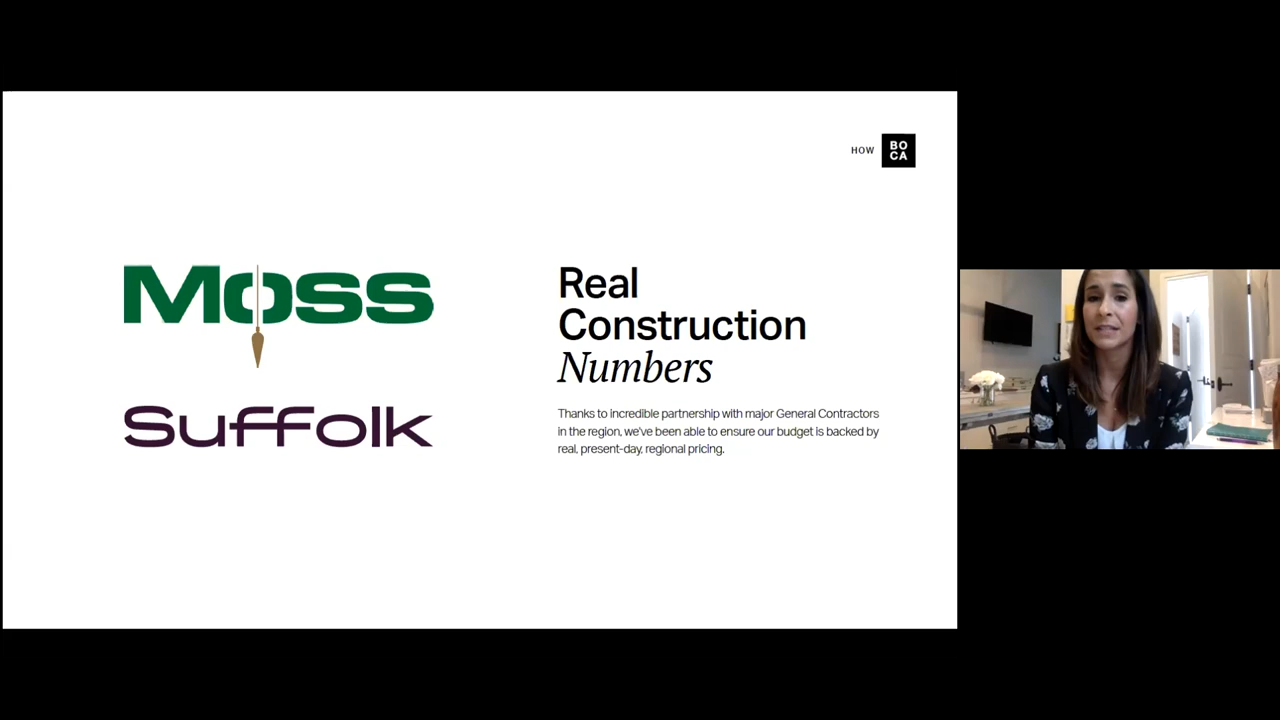 HOW
BO
CA
Moss
Suffolk
Real
Construction
Numbers
Thanks to incredible partnership with major General Contractors
in the region, we've been able to ensure our budget is backed by
real, present-day, regional pricing.